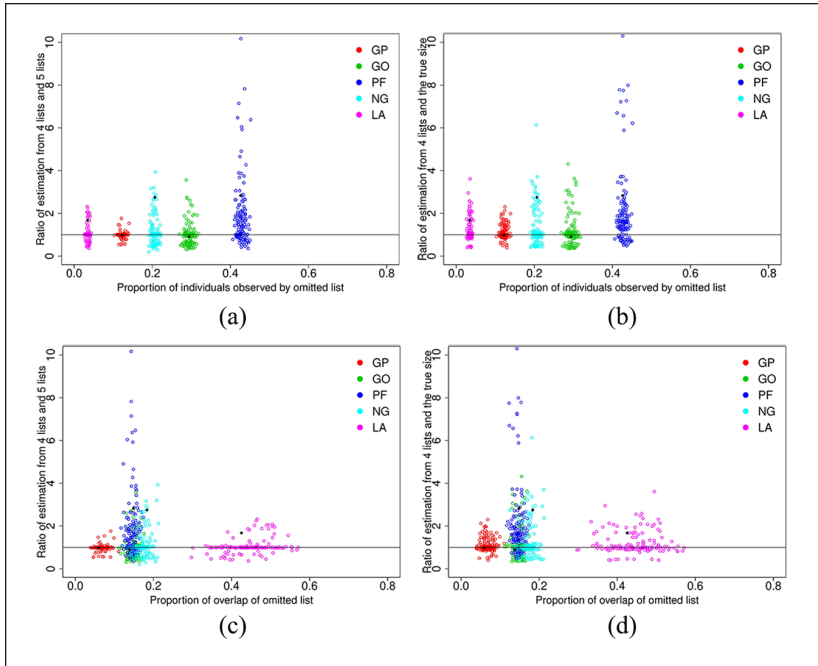 Ratio of estimation from 4 lists and 5 lists
10
8
6
4
2
0
GP
GO
PF
NG
LA
0.0 0.2 0.4 0.6 0.8
Proportion of individuals observed by omitted list
(a)
Ratio of estimation from 4 lists and the true size
10
8
6
4
2
0
GP
GO
PF
NG
LA
0.0 0.2 0.4 0.6 0.8
Proportion of individuals observed by omitted list
(b)
Ratio of estimation from 4 lists and 5 lists
10
8
6
4
2
0
GP
GO
PF
NG
LA
0.0 0.2 0.4 0.6 0.8
Proportion of overlap of omitted list
(c)
Ratio of estimation from 4 lists and the true size
10
8
6
4
2
0
GP
GO
PF
NG
LA
0.0 0.2 0.4 0.6 0.8
Proportion of overlap of omitted list
(d)